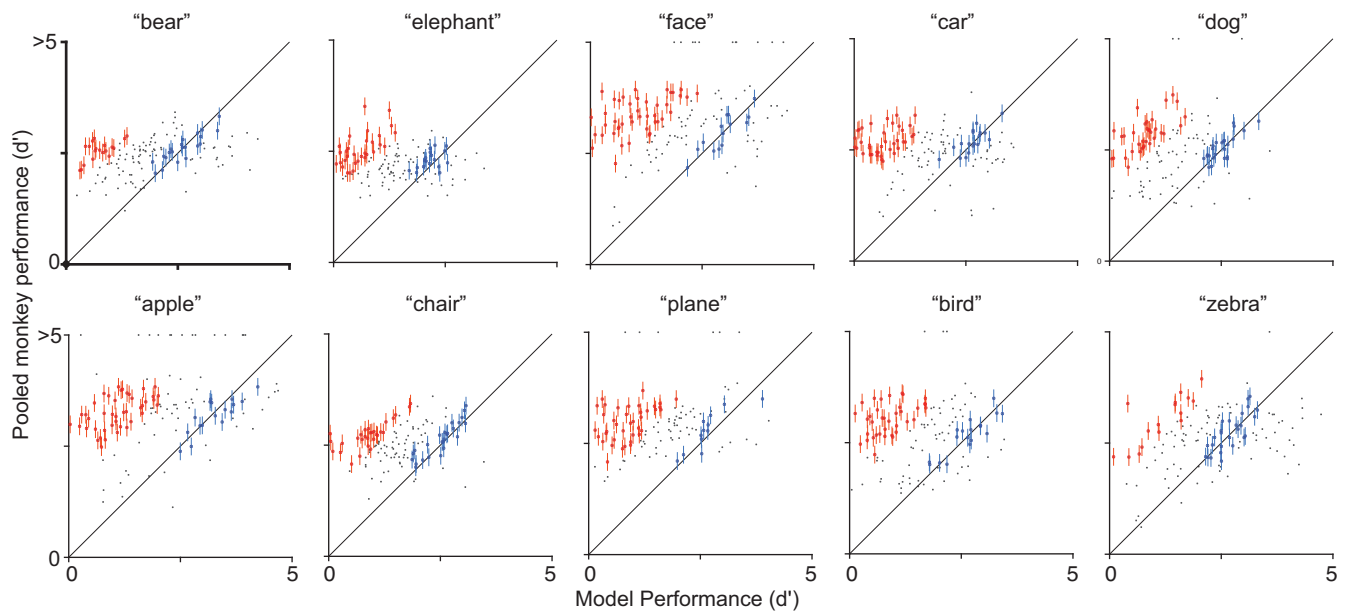 “bear” “elephant” “face” “car” “dog”
>5
Pooled monkey performance (d')
0
0
“apple” “chair” “plane” “bird” “zebra”
>5
0
0 5 0 5 0 5 0 5 0 5
Model Performance (d')